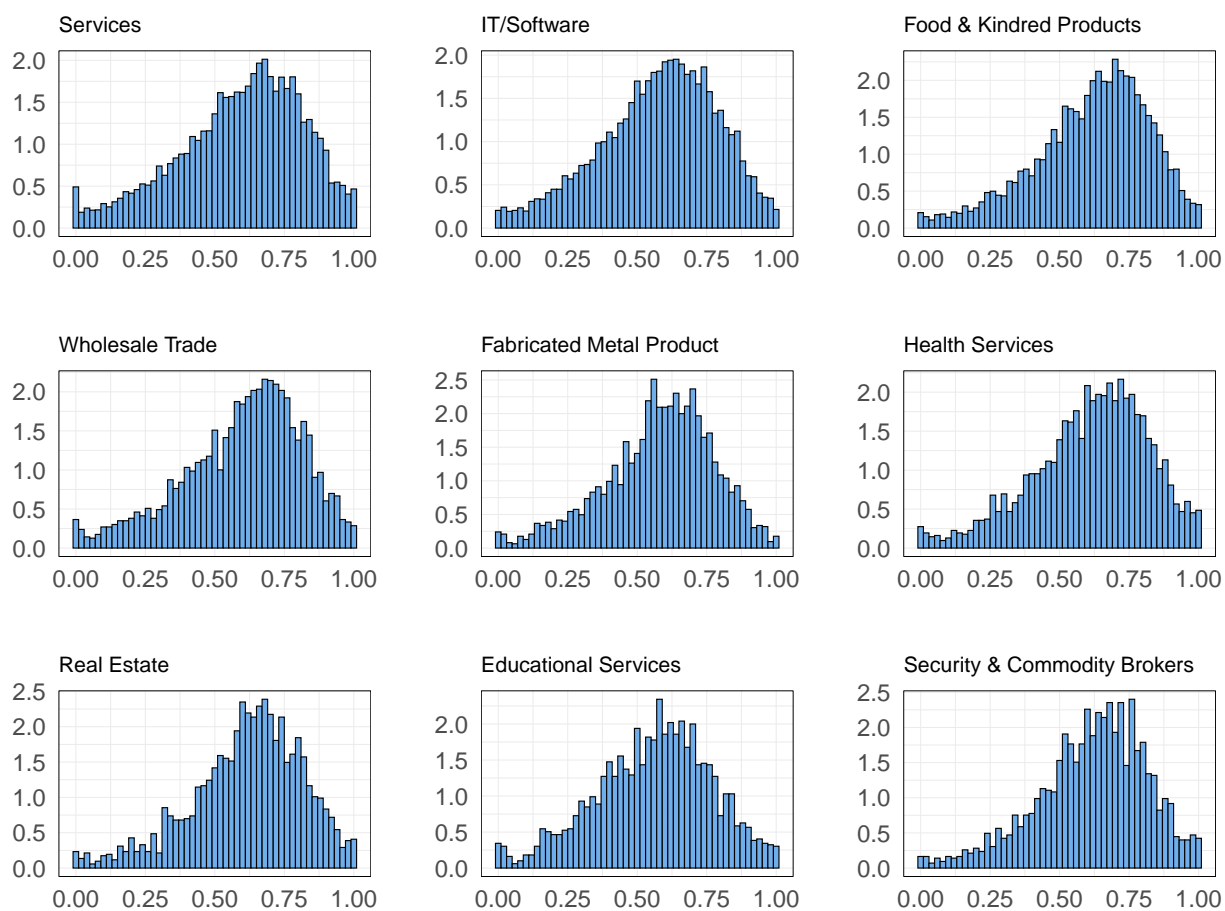 Services
IT/Software
Food & Kindred Products
2.0
1.5
1.0
0.5
0.0
0.00 0.25 0.50 0.75 1.00
2.0
1.5
1.0
0.5
0.0
0.00 0.25 0.50 0.75 1.00
2.0
1.5
1.0
0.5
0.0
0.00 0.25 0.50 0.75 1.00
Wholesale Trade
Fabricated Metal Product
Health Services
2.0
1.5
1.0
0.5
0.0
0.00 0.25 0.50 0.75 1.00
2.5
2.0
1.5
1.0
0.5
0.0
0.00 0.25 0.50 0.75 1.00
2.0
1.5
1.0
0.5
0.0
0.00 0.25 0.50 0.75 1.00
Real Estate
Educational Services
Security & Commodity Brokers
2.5
2.0
1.5
1.0
0.5
0.0
0.00 0.25 0.50 0.75 1.00
2.0
1.5
1.0
0.5
0.0
0.00 0.25 0.50 0.75 1.00
2.5
2.0
1.5
1.0
0.5
0.0
0.00 0.25 0.50 0.75 1.00